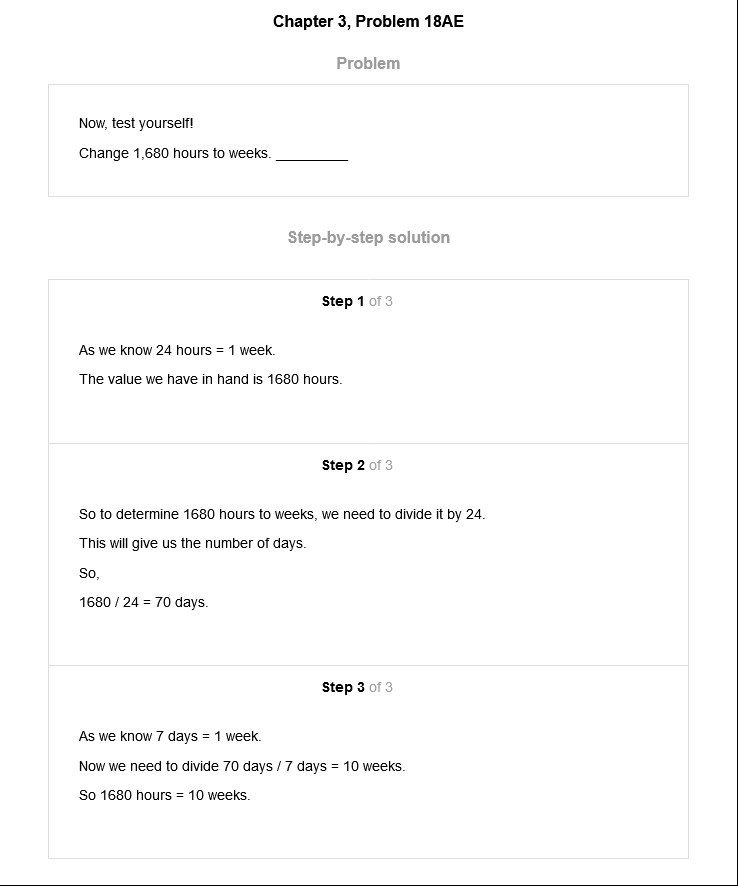 Chapter 3, Problem 18AE
Problem
Now, test yourself!
Change 1,680 hours to weeks. __________
Step-by-step solution
Step 1 of 3
As we know 24 hours = 1 week.
The value we have in hand is 1680 hours.
Step 2 of 3
So to determine 1680 hours to weeks, we need to divide it by 24.
This will give us the number of days.
So,
1680 / 24 = 70 days.
Step 3 of 3
As we know 7 days = 1 week.
Now we need to divide 70 days / 7 days = 10 weeks.
So 1680 hours = 10 weeks.